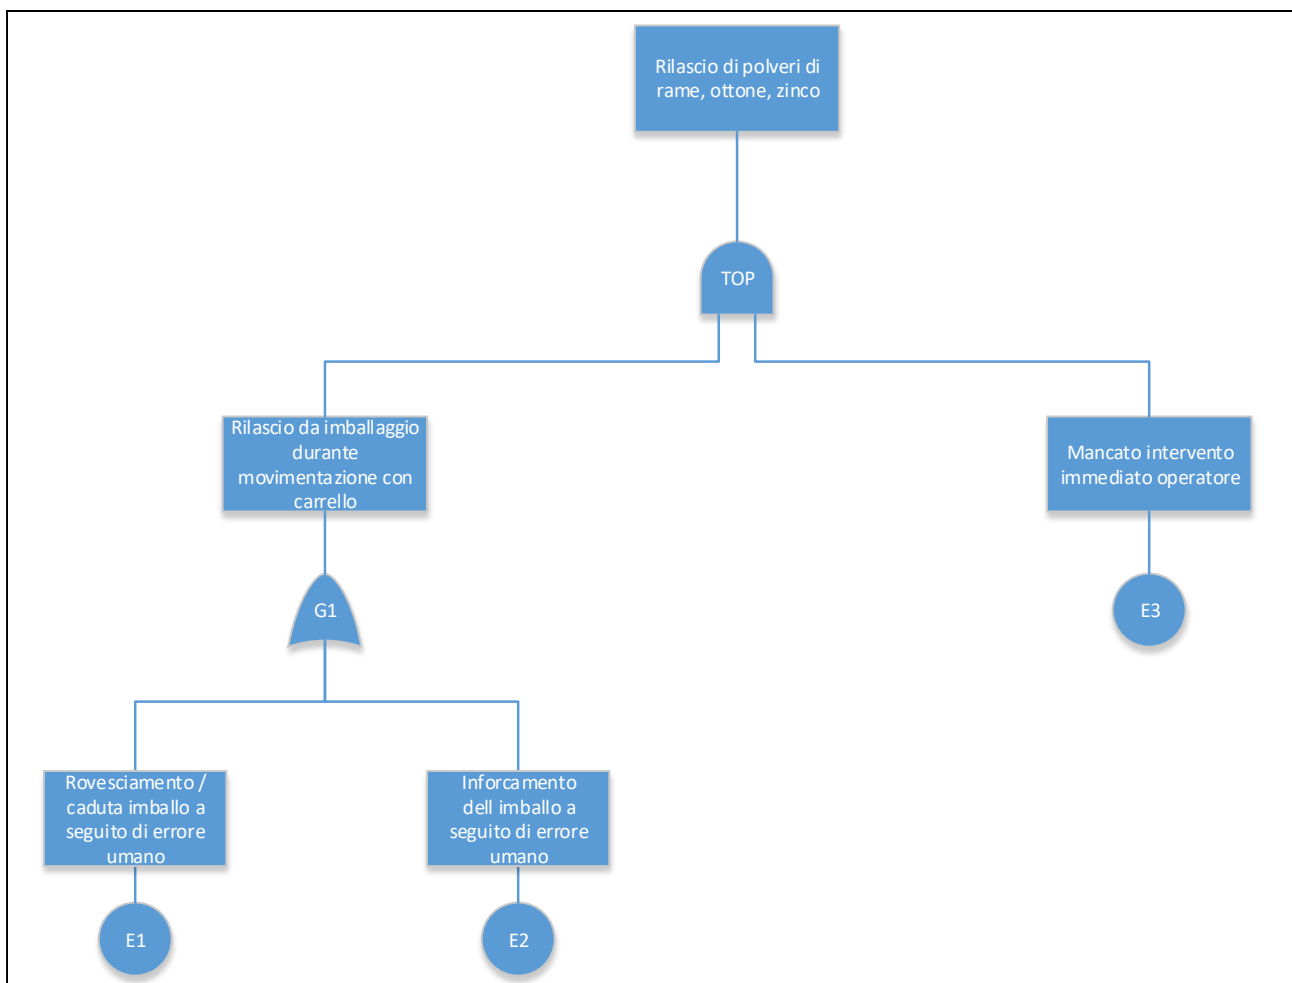 Rilascio di polveri di
rame, ottone, zinco
TOP
Rilascio da imballaggio
durante
movimentazione con
carrello
Mancato intervento
immediato operatore
G1
E3
Rovesciamento /
caduta imballo a
seguito di errore
umano
Inforcamento
dell imballo a
seguito di errore
umano
E1
E2